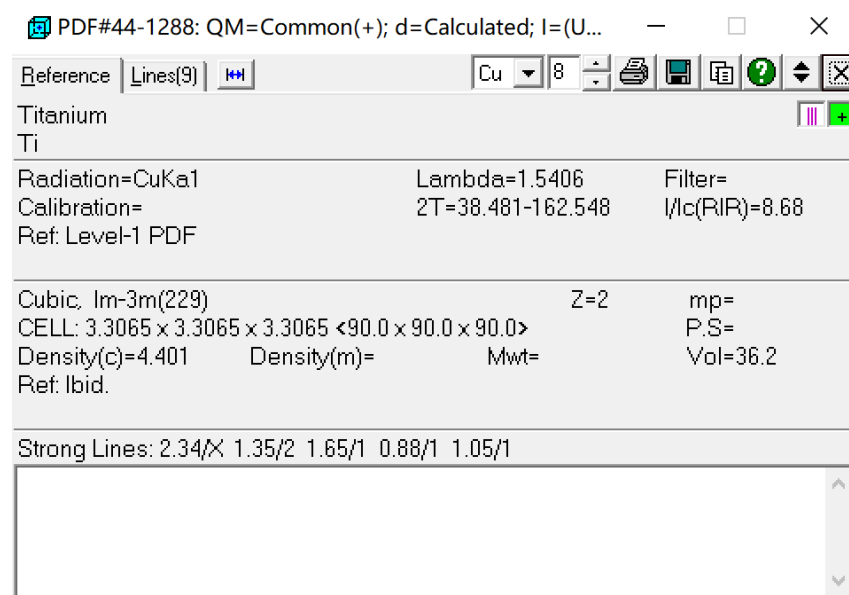 PDF#44-1288: QM=Common(+); d=Calculated; I=(U...
Reference Lines(9) Cu 8
Titanium
Ti
Radiation=CuKa1 Lambda=1.5406 Filter=
Calibration= 2T=38.481-162.548 I/Ic(RIR)=8.68
Ref: Level-1 PDF
Cubic, Im-3m(229) Z=2 mp=
CELL: 3.3065 x 3.3065 x 3.3065 <90.0 x 90.0 x 90.0> P.S=
Density(c)=4.401 Density(m)= Mwt= Vol=36.2
Ref: Ibid.
Strong Lines: 2.34/X 1.35/2 1.65/1 0.88/1 1.05/1